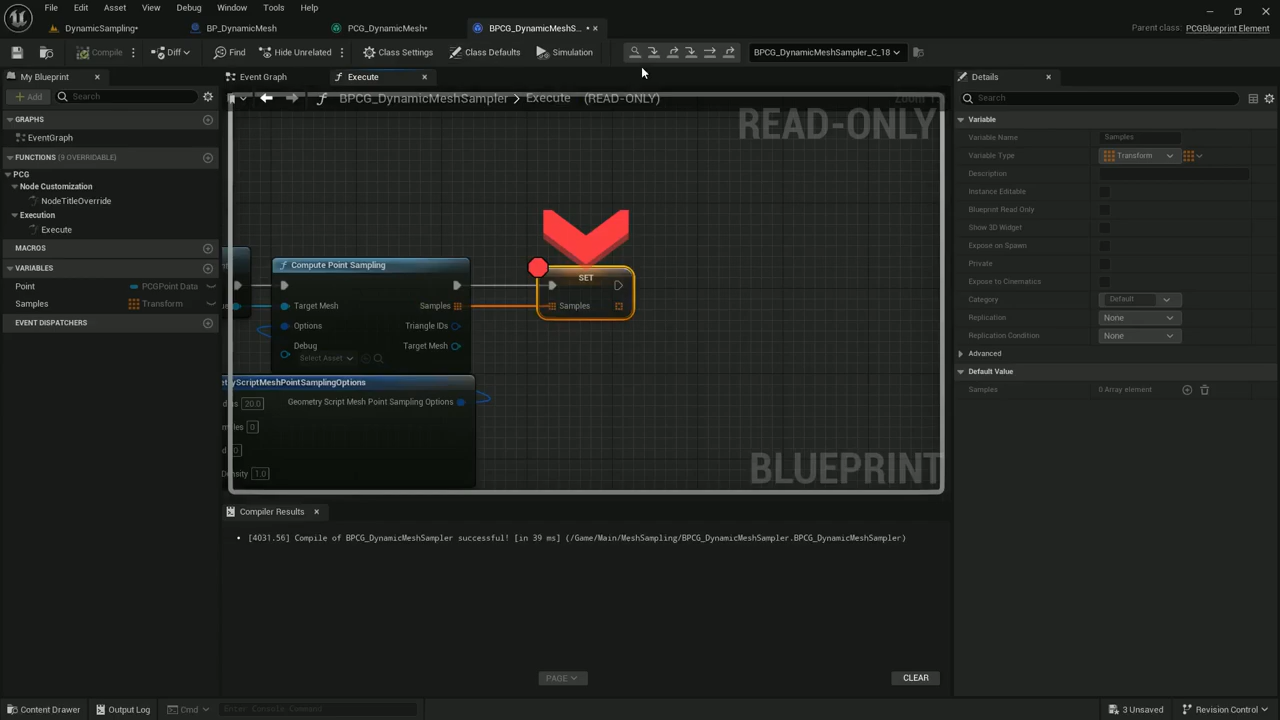 File Edit Asset View Debug Window Tools Help
DynamicSampling•
BP_DynamicMesh
PCG_DynamicMesh•
BPCG_DynamicMeshS... •
Parent class: PCGBlueprint Element
Compile
Diff
Find
Hide Unrelated
Class Settings
Class Defaults
Simulation
BPCG_DynamicMeshSampler_C_18
My Blueprint
Event Graph
Execute
Details
Add
Search
BPCG_DynamicMeshSampler > Execute (READ-ONLY)
READ-ONLY
Search
GRAPHS
EventGraph
FUNCTIONS (9 OVERRIDABLE)
PCG
Node Customization
NodeTitleOverride
Execution
Execute
MACROS
VARIABLES
Point PCGPoint Data
Samples Transform
EVENT DISPATCHERS
Compute Point Sampling
Target Mesh
Samples
Options
Triangle IDs
Debug
Target Mesh
Select Asset
SET
Samples
etryScriptMeshPointSamplingOptions
20.0
Geometry Script Mesh Point Sampling Options
0
0
Density 1.0
BLUEPRINT
Variable
Variable Name Samples
Variable Type Transform
Description
Instance Editable
Blueprint Read Only
Show 3D Widget
Expose on Spawn
Private
Expose to Cinematics
Category Default
Replication None
Replication Condition None
Advanced
Default Value
Samples 0 Array element
Compiler Results
[4031.56] Compile of BPCG_DynamicMeshSampler successful! [in 39 ms] (/Game/Main/MeshSampling/BPCG_DynamicMeshSampler.BPCG_DynamicMeshSampler)
PAGE
CLEAR
Content Drawer
Output Log
Cmd
Enter Console Command
3 Unsaved
Revision Control